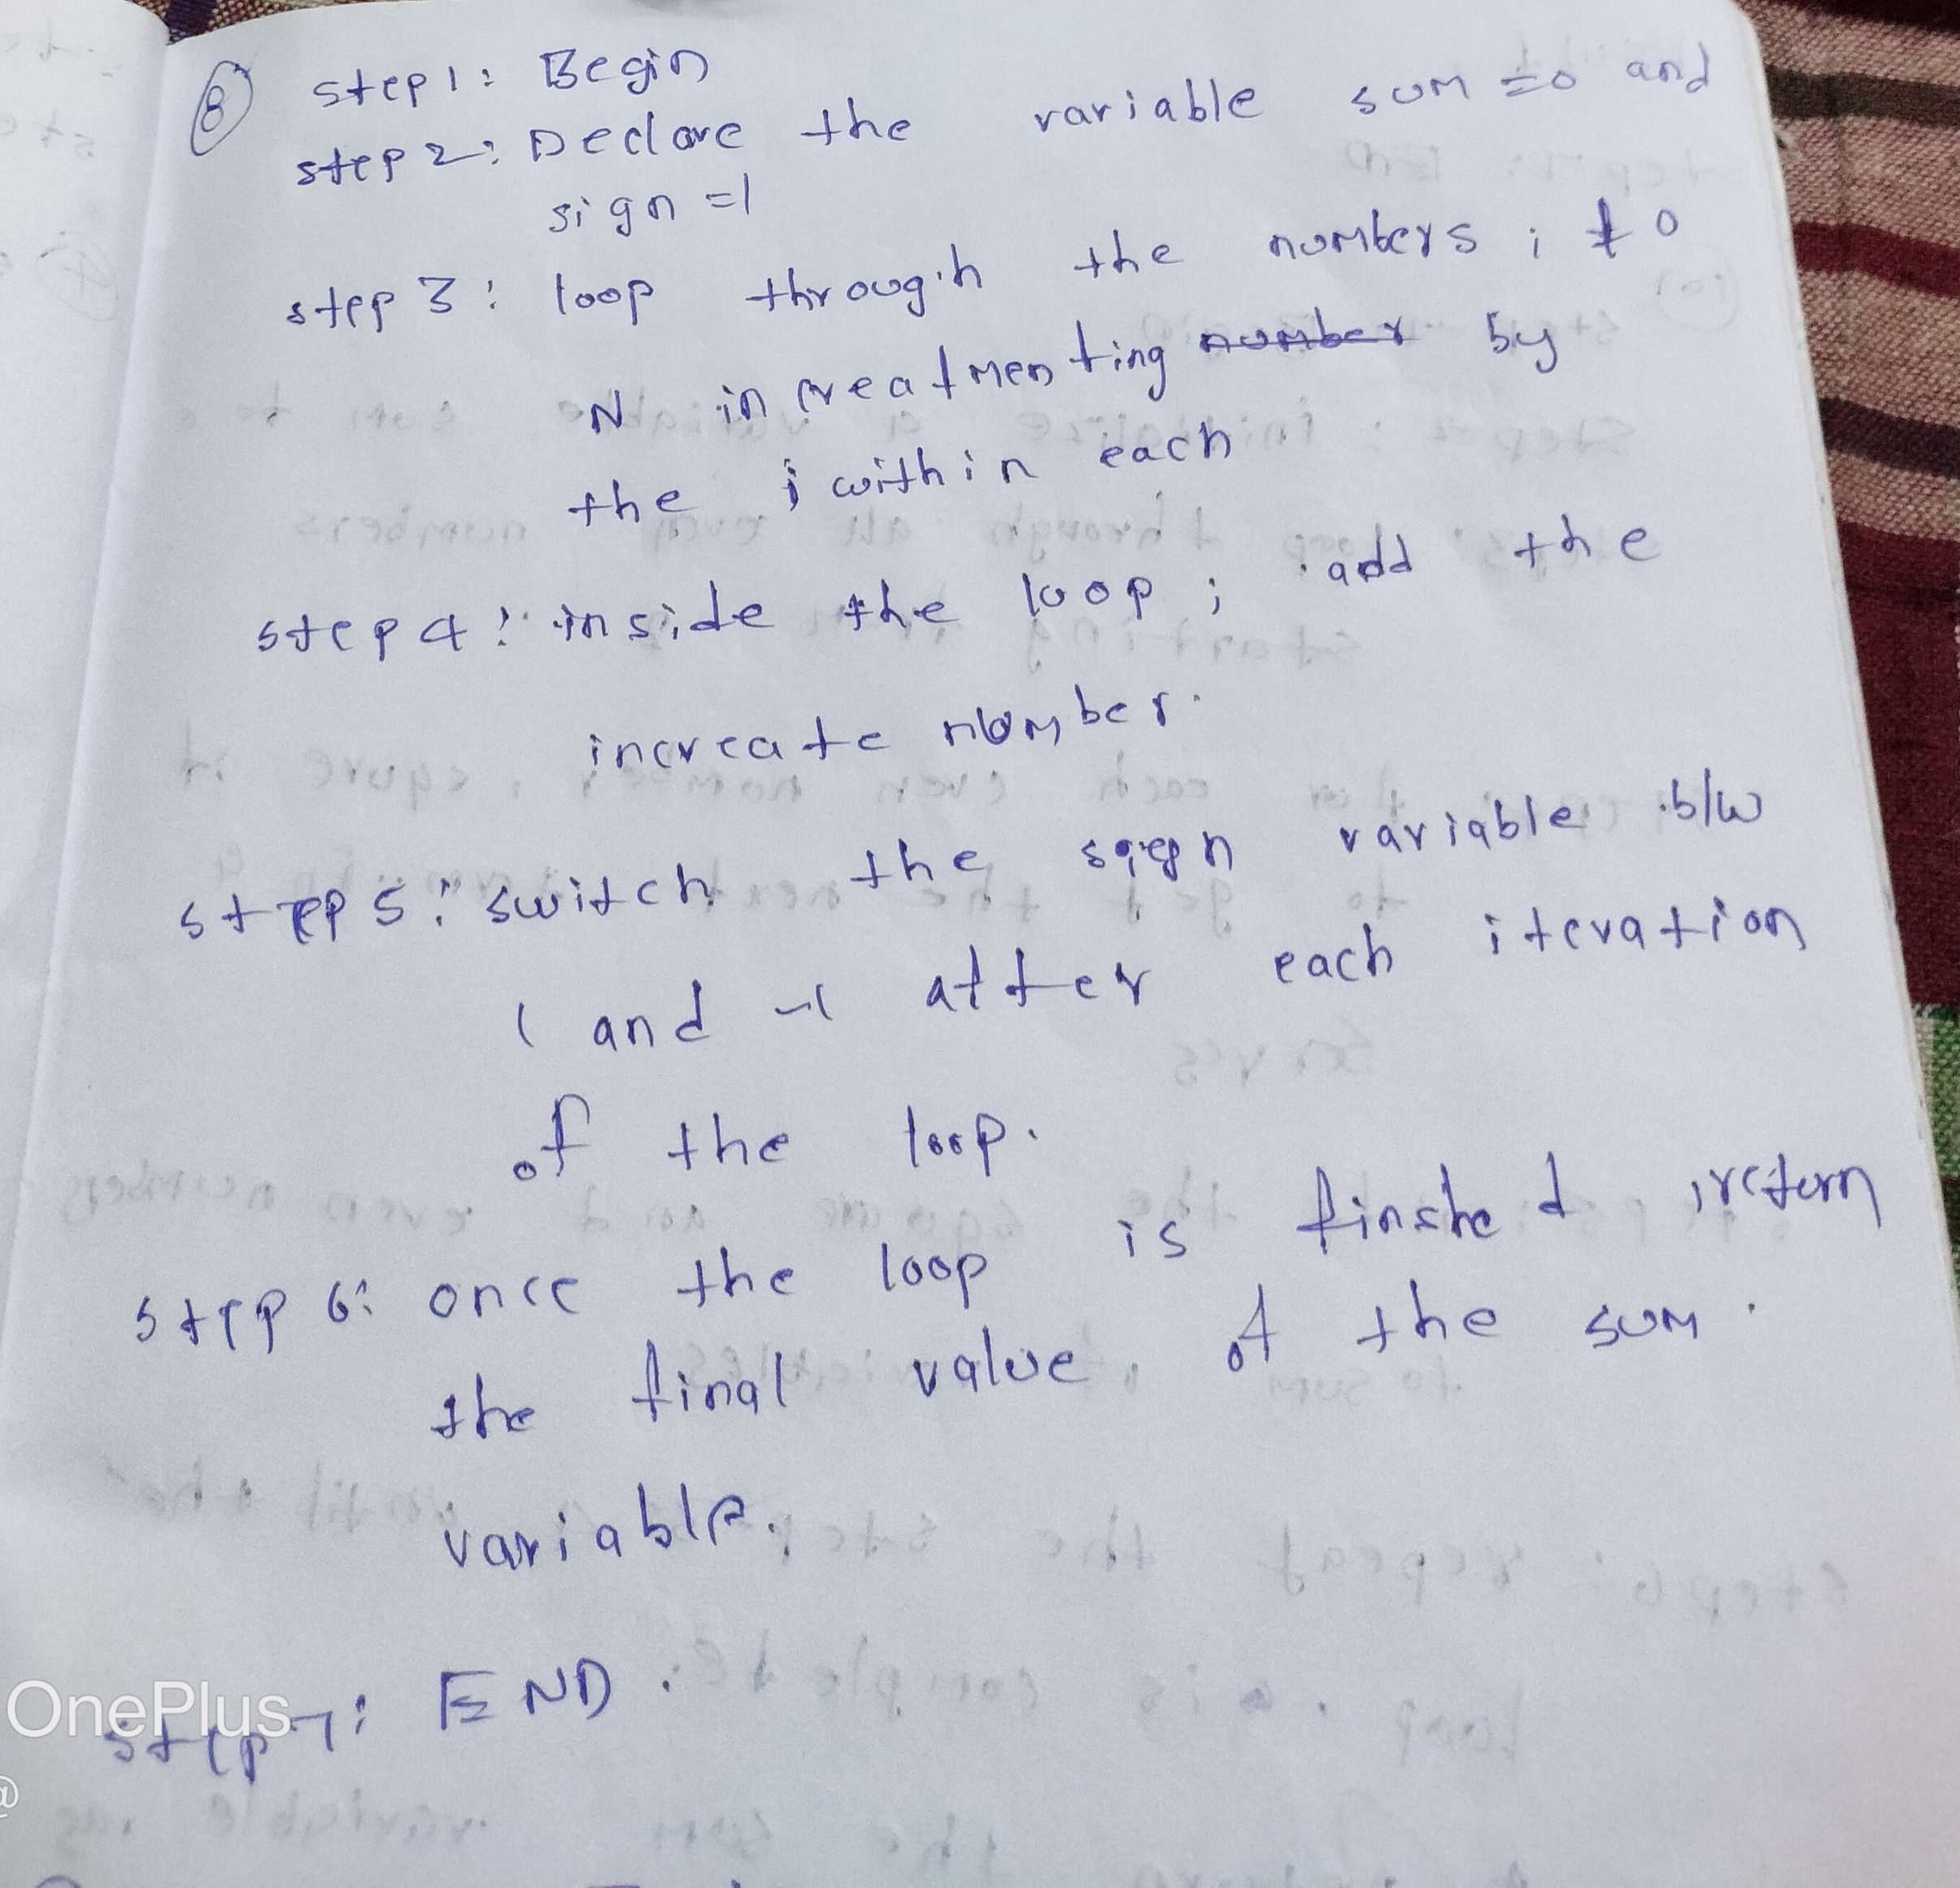 8 step 1: Begin
step 2: Declare the variable sum = 0 and
sign = 1
step 3: loop through the numbers i to
N increatmenting number by
the i within each
step 4: inside the loop; add the
increate number.
step 5: switch the sign variable b/w
1 and -1 after each iteration
of the loop.
step 6: once the loop is finshed, return
the final value of the sum.
variable.
step 7: END.
OnePlus